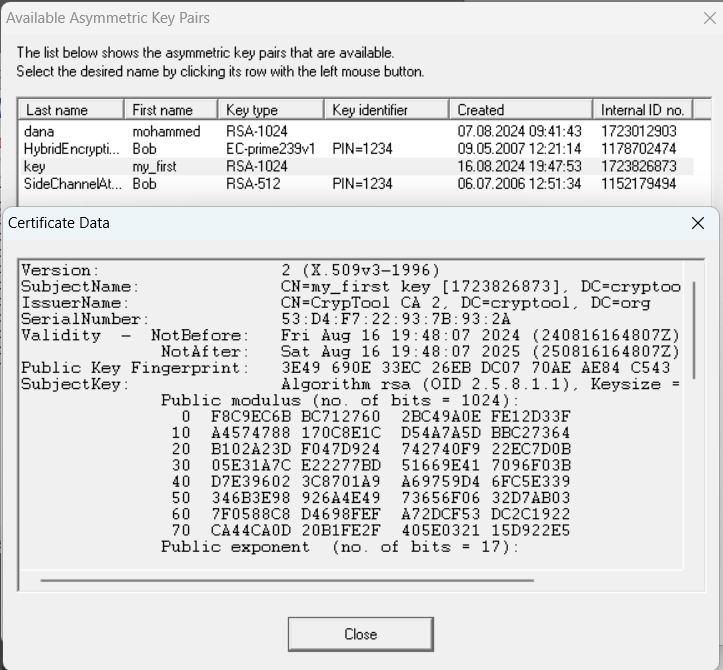 Available Asymmetric Key Pairs
The list below shows the asymmetric key pairs that are available.
Select the desired name by clicking its row with the left mouse button.
Last name First name Key type Key identifier Created Internal ID no.
dana mohammed RSA-1024 07.08.2024 09:41:43 1723012903
HybridEncrypti... Bob EC-prime239v1 PIN=1234 09.05.2007 12:21:14 1178702474
key my_first RSA-1024 16.08.2024 19:47:53 1723826873
SideChannelAt... Bob RSA-512 PIN=1234 06.07.2006 12:51:34 1152179494
Certificate Data
Version: 2 (X.509v3-1996)
SubjectName: CN=my_first key [1723826873], DC=cryptoo
IssuerName: CN=CrypTool CA 2, DC=cryptool, DC=org
SerialNumber: 53:D4:F7:22:93:7B:93:2A
Validity - NotBefore: Fri Aug 16 19:48:07 2024 (240816164807Z)
NotAfter: Sat Aug 16 19:48:07 2025 (250816164807Z)
Public Key Fingerprint: 3E49 690E 33EC 26EB DC07 70AE AE84 C543
SubjectKey: Algorithm rsa (OID 2.5.8.1.1), Keysize =
Public modulus (no. of bits = 1024):
0 F8C9EC6B BC712760 2BC49A0E FE12D33F
10 A4574788 170C8E1C D54A7A5D BBC27364
20 B102A23D F047D924 742740F9 22EC7D0B
30 05E31A7C E22277BD 51669E41 7096F03B
40 D7E39602 3C8701A9 A69759D4 6FC5E339
50 346B3E98 926A4E49 73656F06 32D7AB03
60 7F0588C8 D4698FEF A72DCF53 DC2C1922
70 CA44CA0D 20B1FE2F 405E0321 15D922E5
Public exponent (no. of bits = 17):
Close